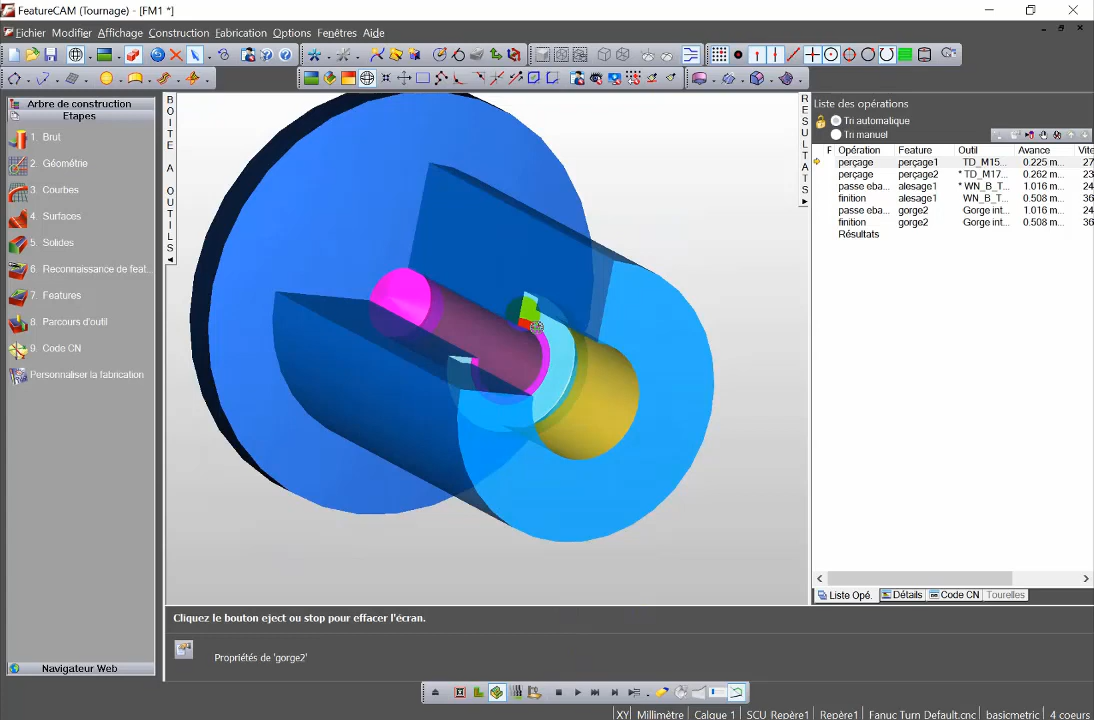 FeatureCAM (Tournage) - [FM1 *]
Fichier Modifier Affichage Construction Fabrication Options Fenêtres Aide
Arbre de construction
Etapes
1. Brut
2. Géométrie
3. Courbes
4. Surfaces
5. Solides
6. Reconnaissance de feat...
7. Features
8. Parcours d'outil
9. Code CN
Personnaliser la fabrication
Navigateur Web
BOITE A OUTILS
RESULTATS
Liste des opérations
Tri automatique
Tri manuel
F Opération Feature Outil Avance Vite
perçage perçage1 TD_M15... 0.225 m... 27
perçage perçage2 * TD_M17... 0.262 m... 23
passe eba... alesage1 * WN_B_T... 1.016 m... 24
finition alesage1 WN_B_T... 0.508 m... 36
passe eba... gorge2 Gorge int... 1.016 m... 24
finition gorge2 Gorge int... 0.508 m... 36
Résultats
Liste Opé. Détails Code CN Tourelles
Cliquez le bouton eject ou stop pour effacer l'écran.
Propriétés de 'gorge2'
XY Millimètre Calque 1 SCU Repère1 Repère1 Fanuc Turn Default.cnc basicmetric 4 coeurs